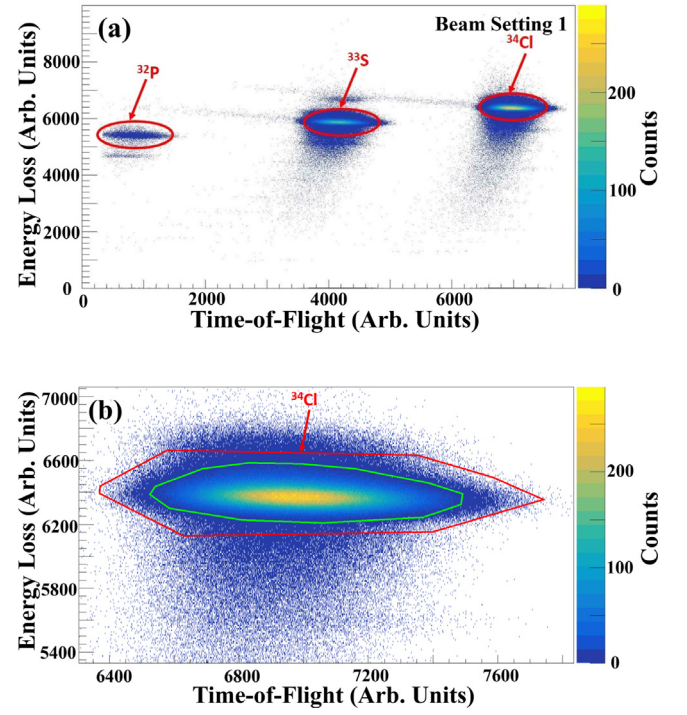 (a)
Beam Setting 1
³²P
³³S
³⁴Cl
Energy Loss (Arb. Units)
8000
6000
4000
2000
0
0 2000 4000 6000
Time-of-Flight (Arb. Units)
200
100
0
Counts
(b)
³⁴Cl
Energy Loss (Arb. Units)
7000
6600
6200
5800
5400
6400 6800 7200 7600
Time-of-Flight (Arb. Units)
200
100
0
Counts